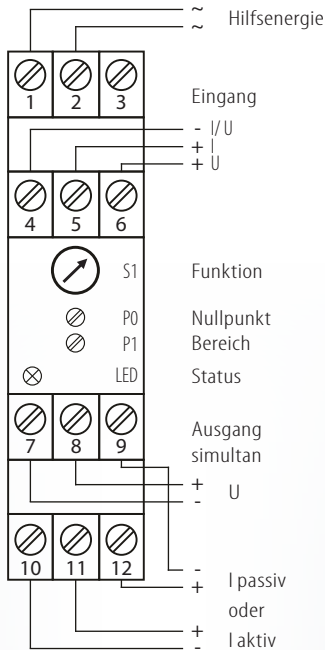 ~
~ Hilfsenergie
1 2 3
Eingang
- I/U
+ I
+ U
4 5 6
S1 Funktion
P0 Nullpunkt
P1 Bereich
LED Status
7 8 9
Ausgang
simultan
+
- U
-
+ I passiv
10 11 12
oder
+
- I aktiv